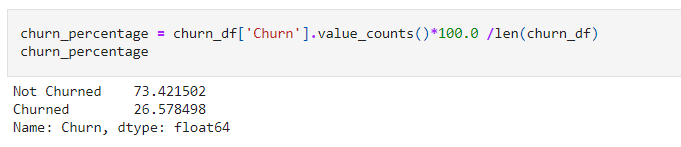 churn_percentage = churn_df['Churn'].value_counts()*100.0 /len(churn_df)
churn_percentage
Not Churned    73.421502
Churned        26.578498
Name: Churn, dtype: float64